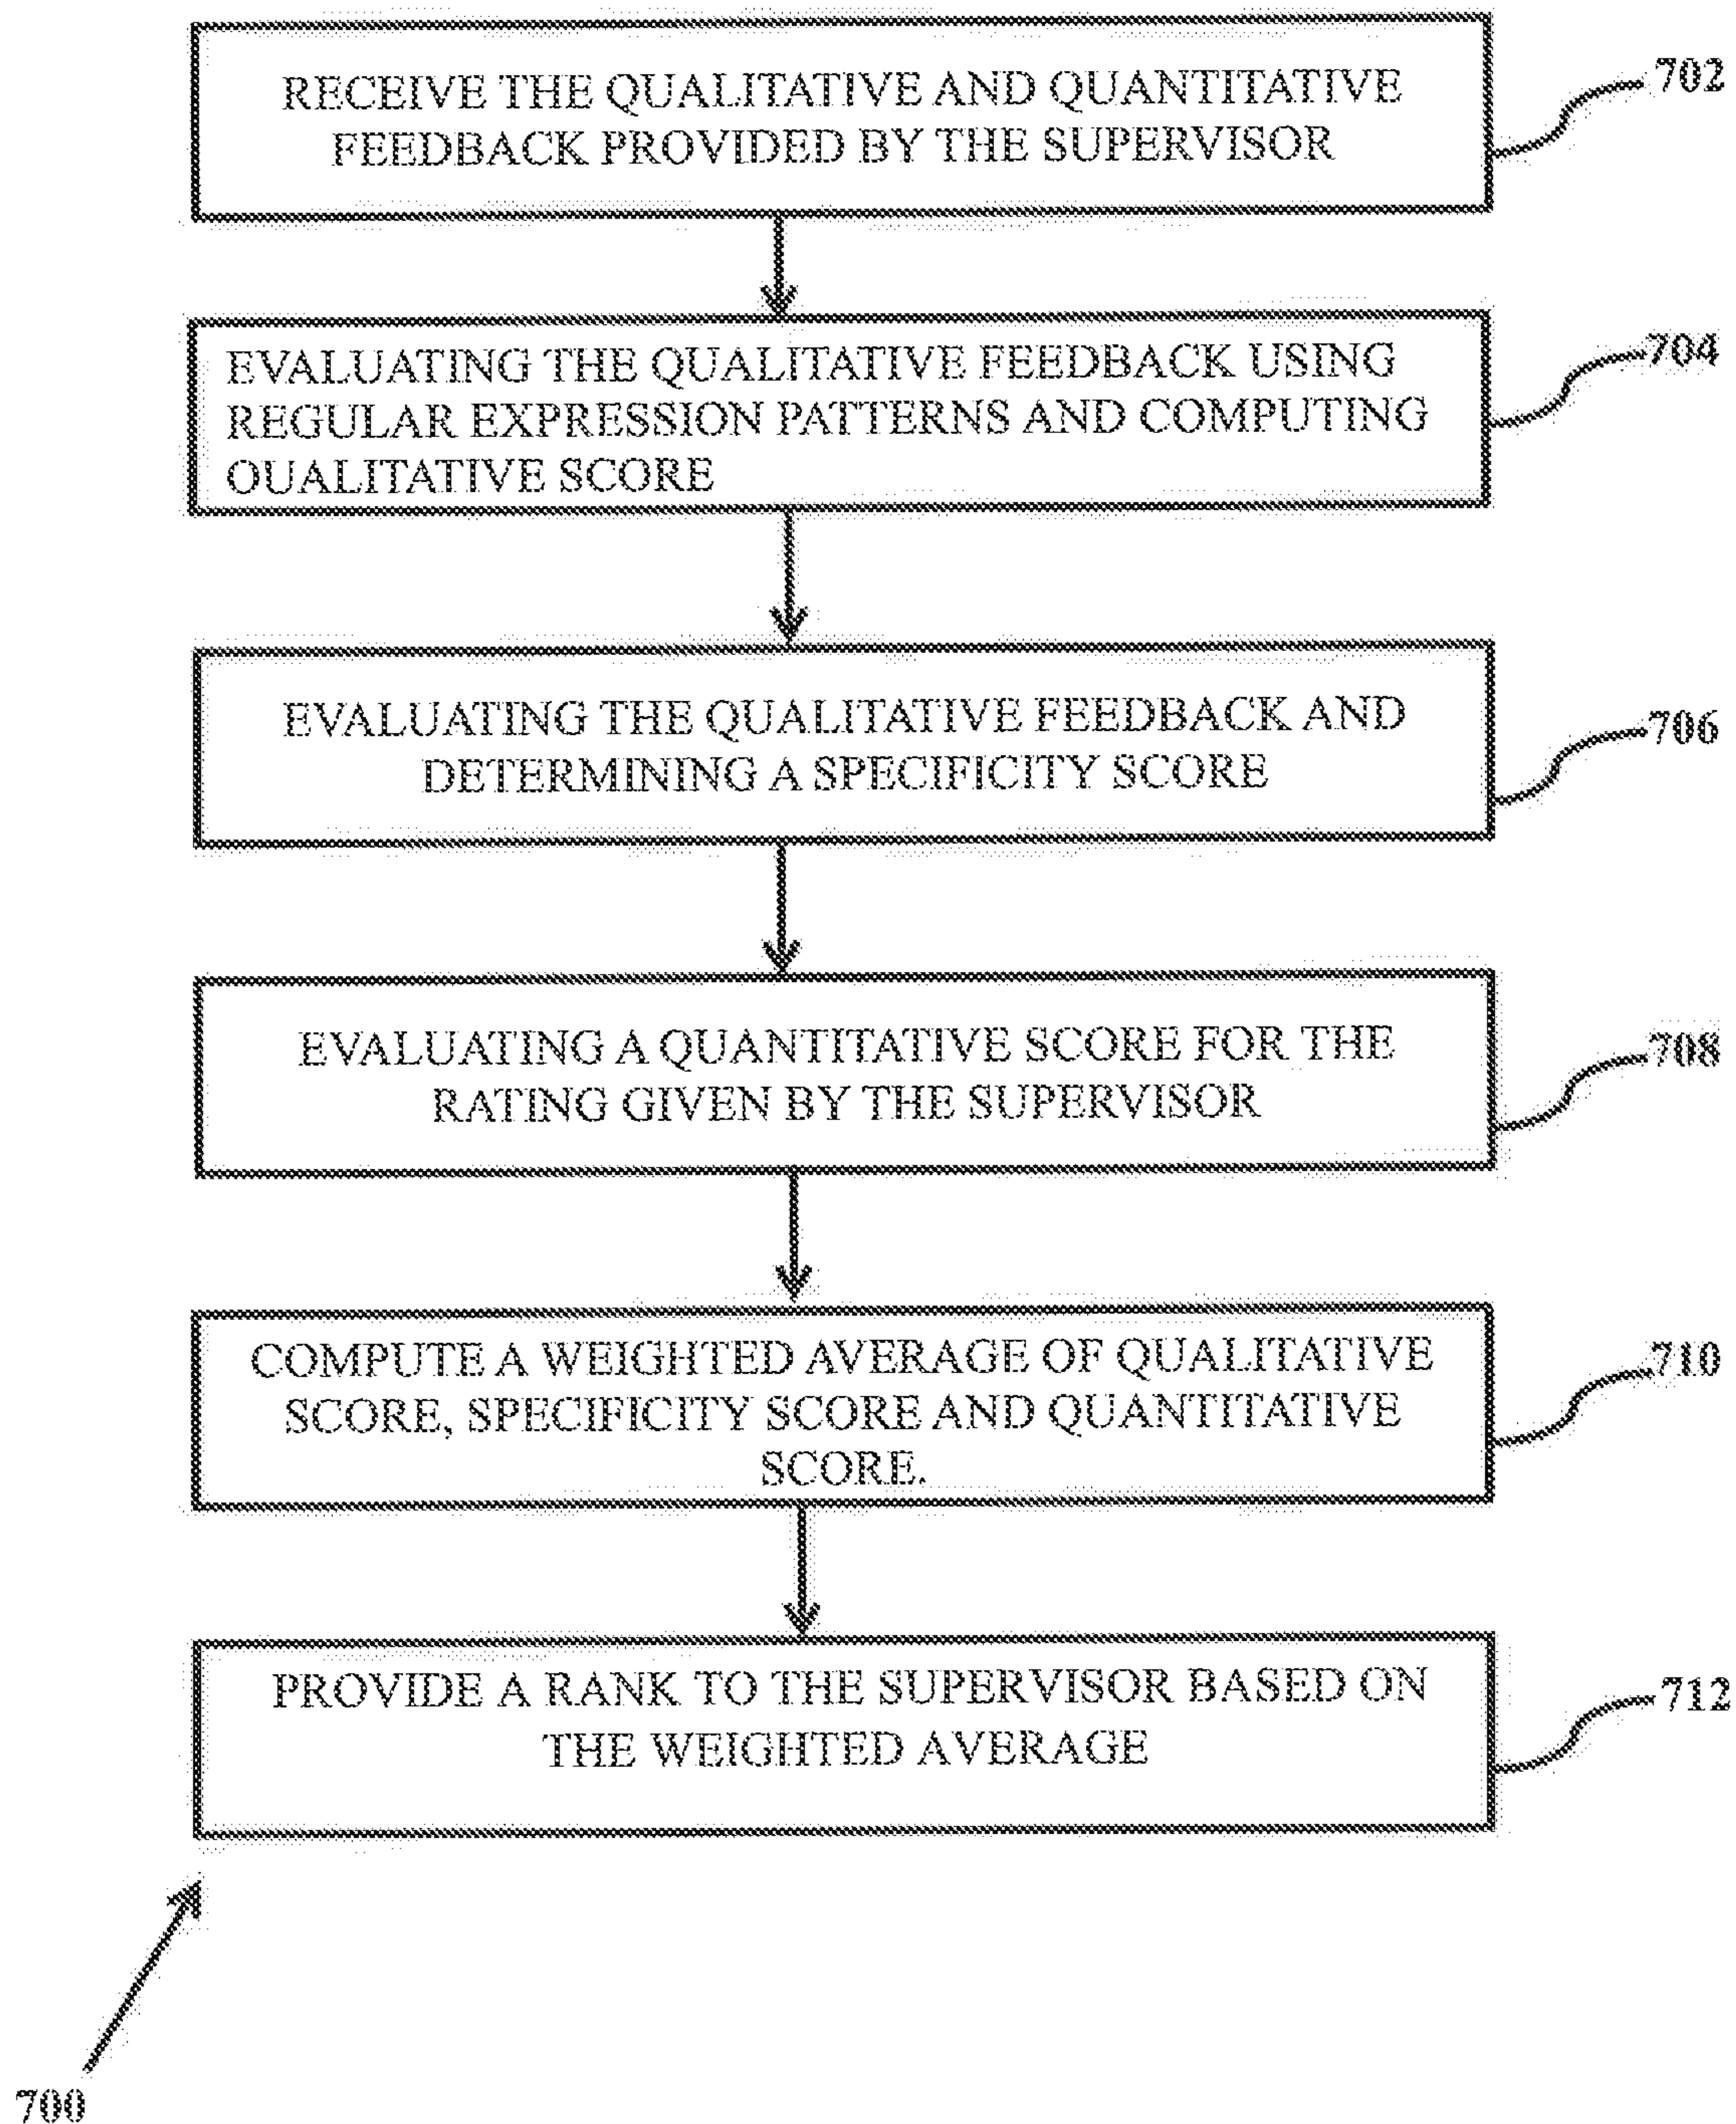 RECEIVE THE QUALITATIVE AND QUANTITATIVE
FEEDBACK PROVIDED BY THE SUPERVISOR
702
EVALUATING THE QUALITATIVE FEEDBACK USING
REGULAR EXPRESSION PATTERNS AND COMPUTING
OUALITATIVE SCORE
704
EVALUATING THE QUALITATIVE FEEDBACK AND
DETERMINING A SPECIFICITY SCORE
706
EVALUATING A QUANTITATIVE SCORE FOR THE
RATING GIVEN BY THE SUPERVISOR
708
COMPUTE A WEIGHTED AVERAGE OF QUALITATIVE
SCORE, SPECIFICITY SCORE AND QUANTITATIVE
SCORE.
710
PROVIDE A RANK TO THE SUPERVISOR BASED ON
THE WEIGHTED AVERAGE
712
700